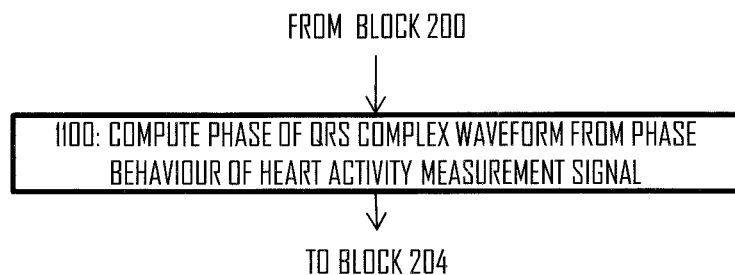 FROM BLOCK 200
1100: COMPUTE PHASE OF QRS COMPLEX WAVEFORM FROM PHASE
BEHAVIOUR OF HEART ACTIVITY MEASUREMENT SIGNAL
TO BLOCK 204